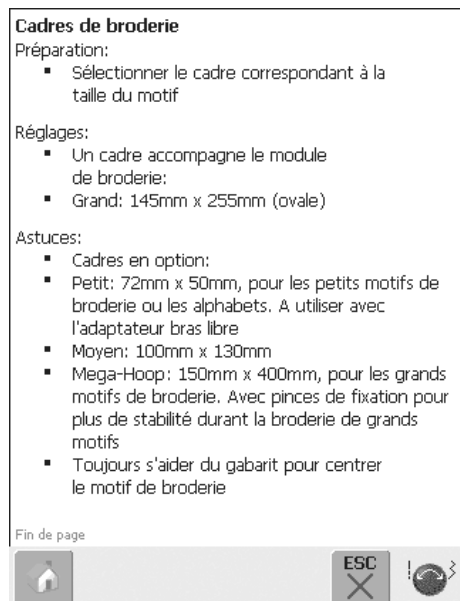 Cadres de broderie
Préparation:
▪ Sélectionner le cadre correspondant à la
taille du motif
Réglages:
▪ Un cadre accompagne le module
de broderie:
▪ Grand: 145mm x 255mm (ovale)
Astuces:
▪ Cadres en option:
▪ Petit: 72mm x 50mm, pour les petits motifs de
broderie ou les alphabets. A utiliser avec
l'adaptateur bras libre
▪ Moyen: 100mm x 130mm
▪ Mega-Hoop: 150mm x 400mm, pour les grands
motifs de broderie. Avec pinces de fixation pour
plus de stabilité durant la broderie de grands
motifs
▪ Toujours s'aider du gabarit pour centrer
le motif de broderie
Fin de page
ESC